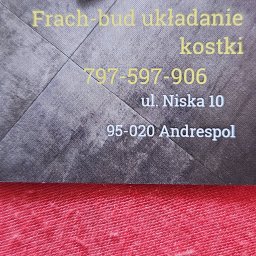 Frach-bud układanie
kostki
797-597-906
ul. Niska 10
95-020 Andrespol